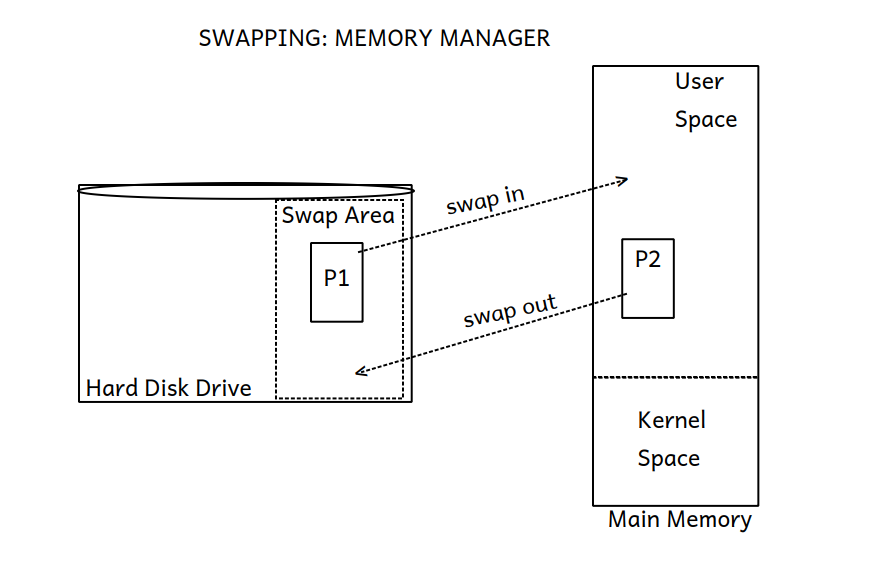 SWAPPING: MEMORY MANAGER
User
Space
swap in
Swap Area
P1
P2
swap out
Hard Disk Drive
Kernel
Space
Main Memory